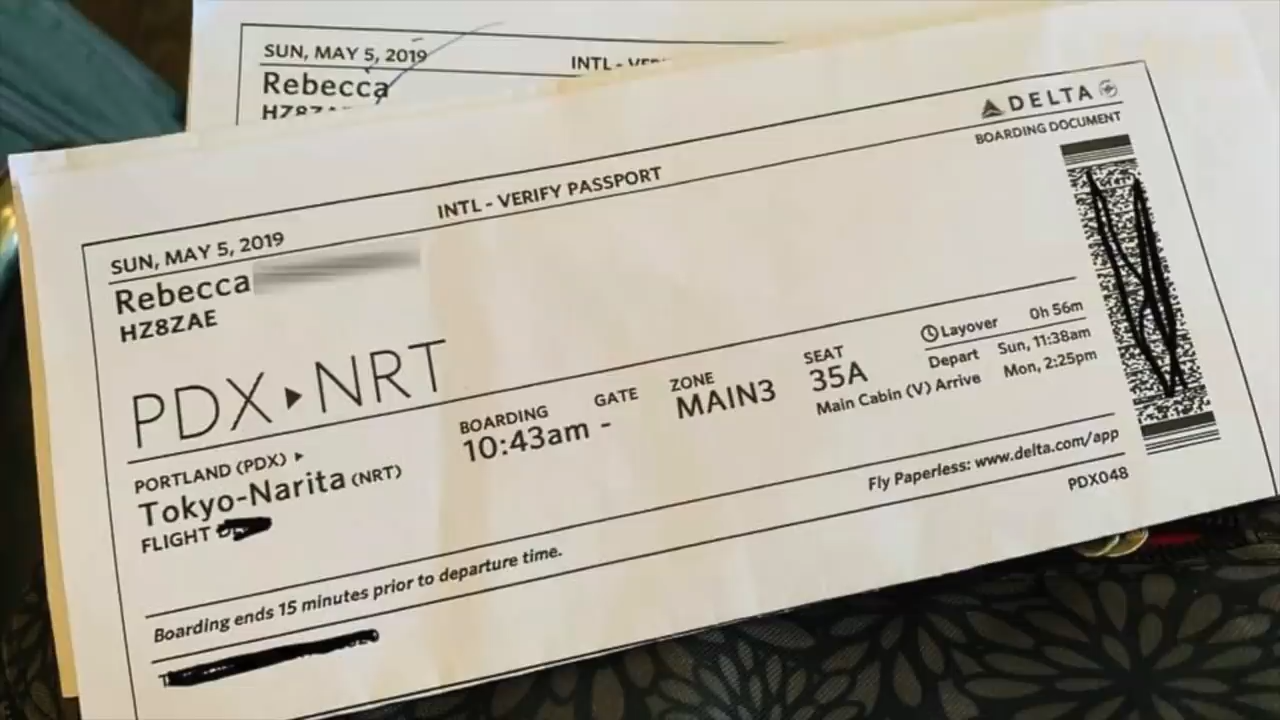 SUN, MAY 5, 2019
INTL -
Rebecca
DELTA
BOARDING DOCUMENT
INTL - VERIFY PASSPORT
SUN, MAY 5, 2019
Rebecca
HZ8ZAE
PDX ▸ NRT
PORTLAND (PDX) ▸
Tokyo-Narita (NRT)
FLIGHT
BOARDING
10:43am
GATE
-
ZONE
MAIN3
SEAT
35A
Main Cabin (V)
Layover 0h 56m
Depart Sun, 11:38am
Arrive Mon, 2:25pm
Fly Paperless: www.delta.com/app
PDX048
Boarding ends 15 minutes prior to departure time.